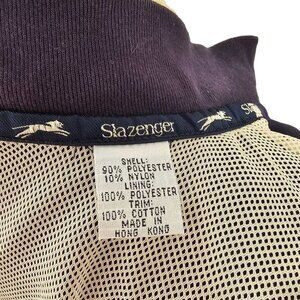 Slazenger
SHELL:
90% POLYESTER
10% NYLON
LINING:
100% POLYESTER
TRIM:
100% COTTON
MADE IN
HONG KONG